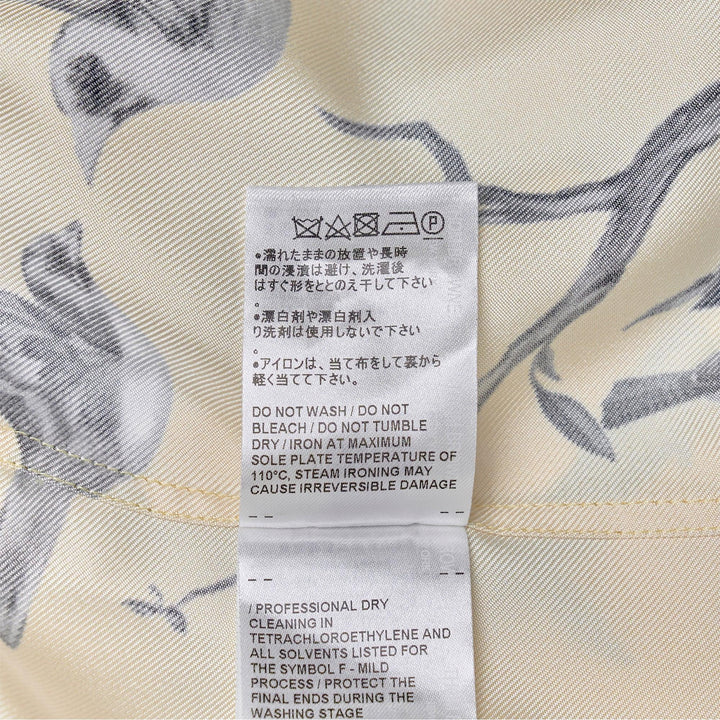 P
●濡れたままの放置や長時
間の浸漬は避け、洗濯後
はすぐ形をととのえ干して下さい
。
●漂白剤や漂白剤入
り洗剤は使用しないで下さい
。
●アイロンは、当て布をして裏から
軽く当てて下さい。
DO NOT WASH / DO NOT
BLEACH / DO NOT TUMBLE
DRY / IRON AT MAXIMUM
SOLE PLATE TEMPERATURE OF
110°C, STEAM IRONING MAY
CAUSE IRREVERSIBLE DAMAGE
/ PROFESSIONAL DRY
CLEANING IN
TETRACHLOROETHYLENE AND
ALL SOLVENTS LISTED FOR
THE SYMBOL F - MILD
PROCESS / PROTECT THE
FINAL ENDS DURING THE
WASHING STAGE